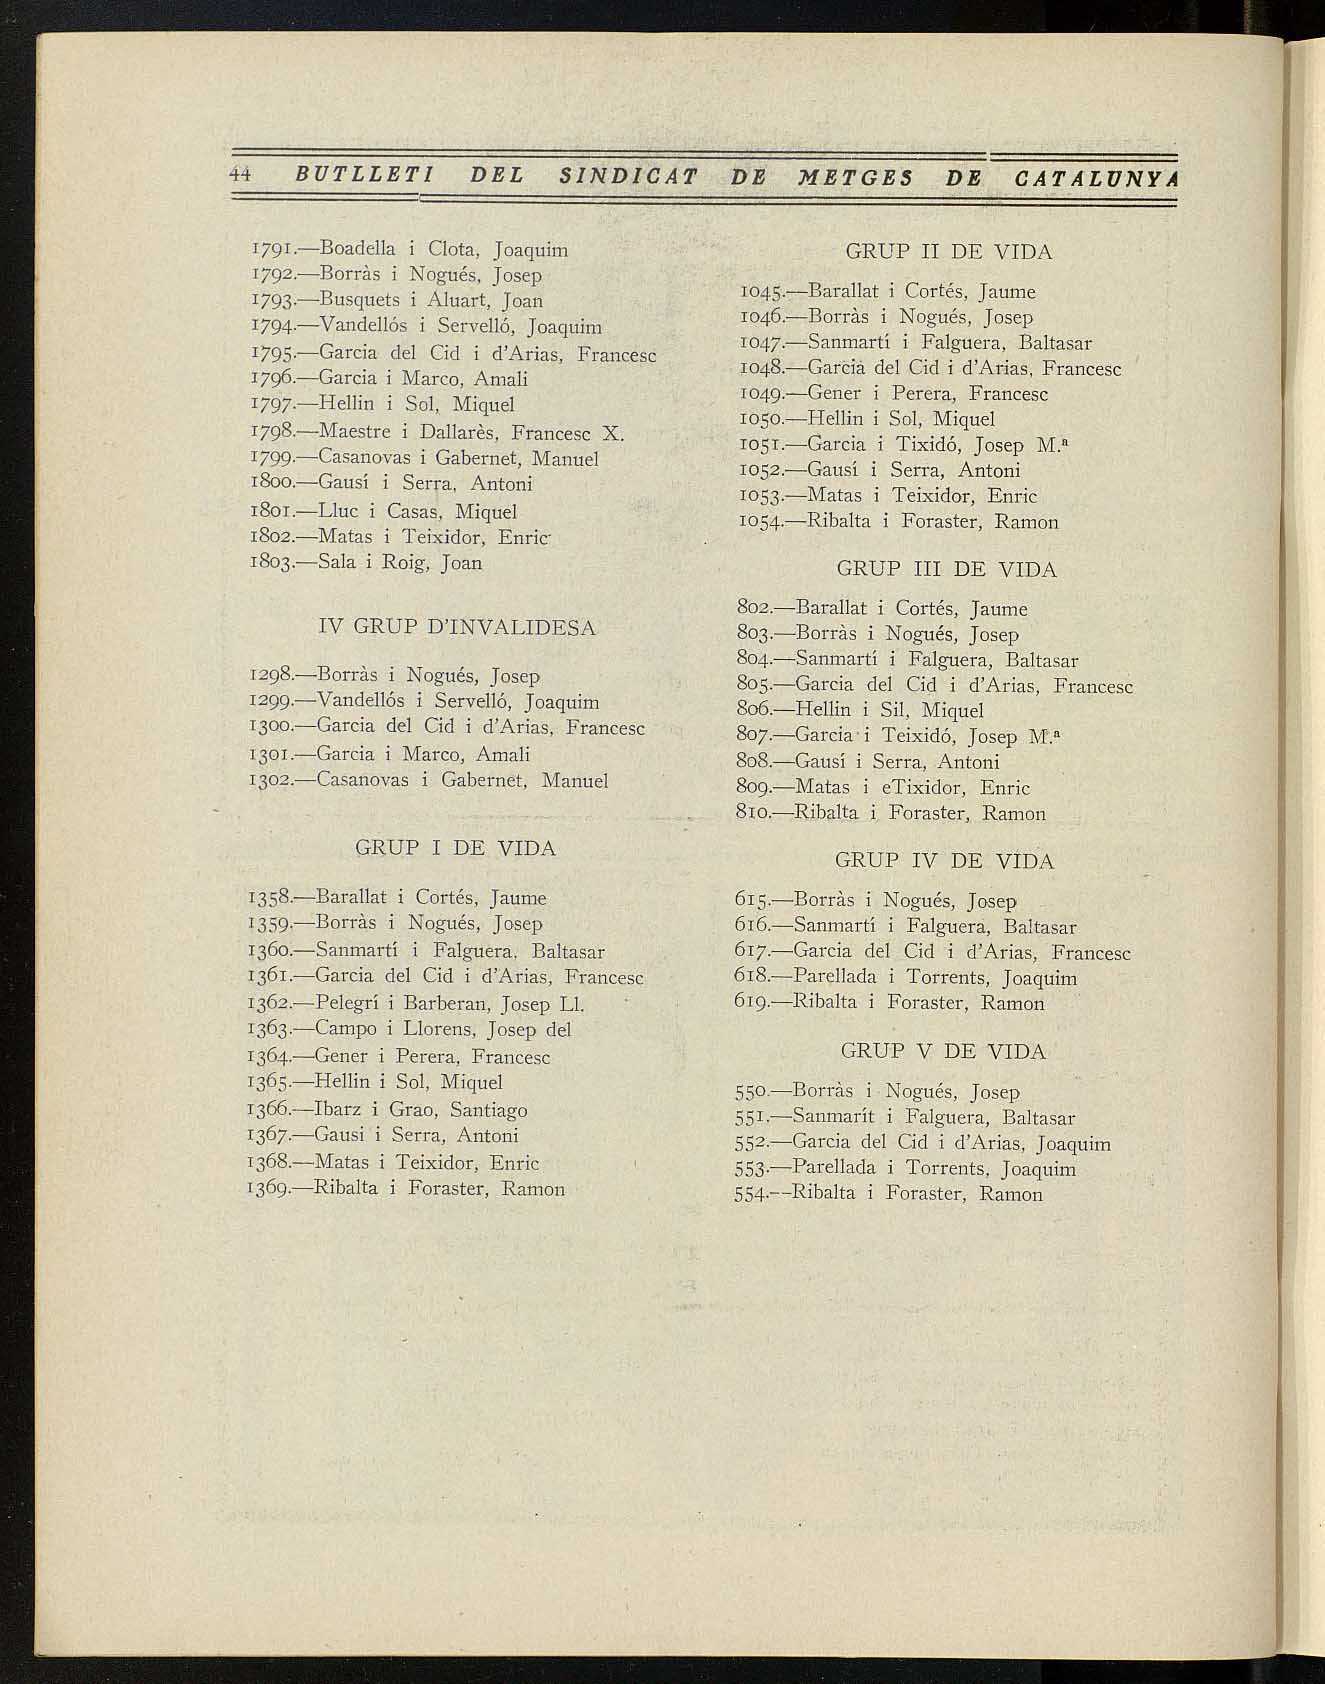 44 BUTLLETI DEL SINDICAT DE METGES DE CATALUNYA
1791.—Boadella i Clota, Joaquim
1792.—Borràs i Nogués, Josep
1793.—Busquets i Aluart, Joan
1794.—Vandellós i Servelló, Joaquim
1795.—Garcia del Cid i d'Arias, Francesc
1796.—Garcia i Marco, Amali
1797.—Hellin i Sol, Miquel
1798.—Maestre i Dallarès, Francesc X.
1799.—Casanovas i Gabernet, Manuel
1800.—Gausí i Serra, Antoni
1801.—Lluc i Casas, Miquel
1802.—Matas i Teixidor, Enric
1803.—Sala i Roig, Joan
IV GRUP D'INVALIDESA
1298.—Borràs i Nogués, Josep
1299.—Vandellós i Servelló, Joaquim
1300.—Garcia del Cid i d'Arias, Francesc
1301.—Garcia i Marco, Amali
1302.—Casanovas i Gabernet, Manuel
GRUP I DE VIDA
1358.—Barallat i Cortés, Jaume
1359.—Borràs i Nogués, Josep
1360.—Sanmartí i Falguera, Baltasar
1361.—Garcia del Cid i d'Arias, Francesc
1362.—Pelegrí i Barberan, Josep Ll.
1363.—Campo i Llorens, Josep del
1364.—Gener i Perera, Francesc
1365.—Hellin i Sol, Miquel
1366.—Ibarz i Grao, Santiago
1367.—Gausi i Serra, Antoni
1368.—Matas i Teixidor, Enric
1369.—Ribalta i Foraster, Ramon
GRUP II DE VIDA
1045.—Barallat i Cortés, Jaume
1046.—Borràs i Nogués, Josep
1047.—Sanmartí i Falguera, Baltasar
1048.—Garcia del Cid i d'Arias, Francesc
1049.—Gener i Perera, Francesc
1050.—Hellin i Sol, Miquel
1051.—Garcia i Tixidó, Josep M.ª
1052.—Gausí i Serra, Antoni
1053.—Matas i Teixidor, Enric
1054.—Ribalta i Foraster, Ramon
GRUP III DE VIDA
802.—Barallat i Cortés, Jaume
803.—Borràs i Nogués, Josep
804.—Sanmartí i Falguera, Baltasar
805.—Garcia del Cid i d'Arias, Francesc
806.—Hellin i Sil, Miquel
807.—Garcia i Teixidó, Josep M.ª
808.—Gausí i Serra, Antoni
809.—Matas i eTixidor, Enric
810.—Ribalta i Foraster, Ramon
GRUP IV DE VIDA
615.—Borràs i Nogués, Josep
616.—Sanmartí i Falguera, Baltasar
617.—Garcia del Cid i d'Arias, Francesc
618.—Parellada i Torrents, Joaquim
619.—Ribalta i Foraster, Ramon
GRUP V DE VIDA
550.—Borràs i Nogués, Josep
551.—Sanmarít i Falguera, Baltasar
552.—Garcia del Cid i d'Arias, Joaquim
553.—Parellada i Torrents, Joaquim
554.—Ribalta i Foraster, Ramon